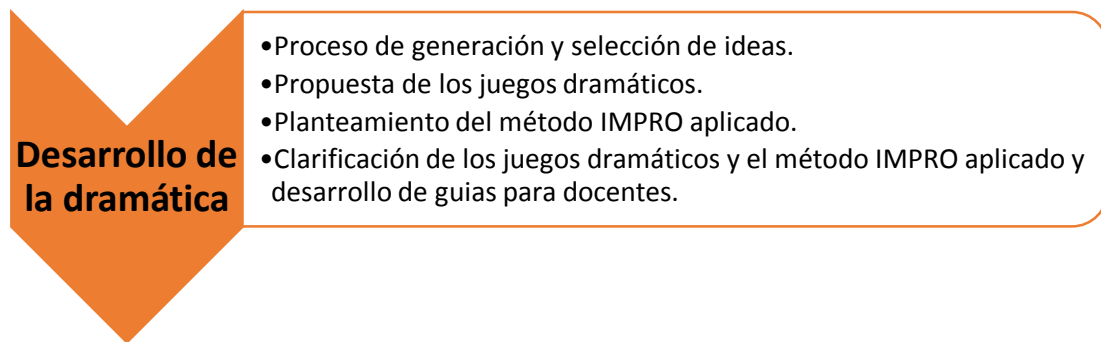 Desarrollo de
la dramática
•Proceso de generación y selección de ideas.
•Propuesta de los juegos dramáticos.
•Planteamiento del método IMPRO aplicado.
•Clarificación de los juegos dramáticos y el método IMPRO aplicado y
desarrollo de guias para docentes.